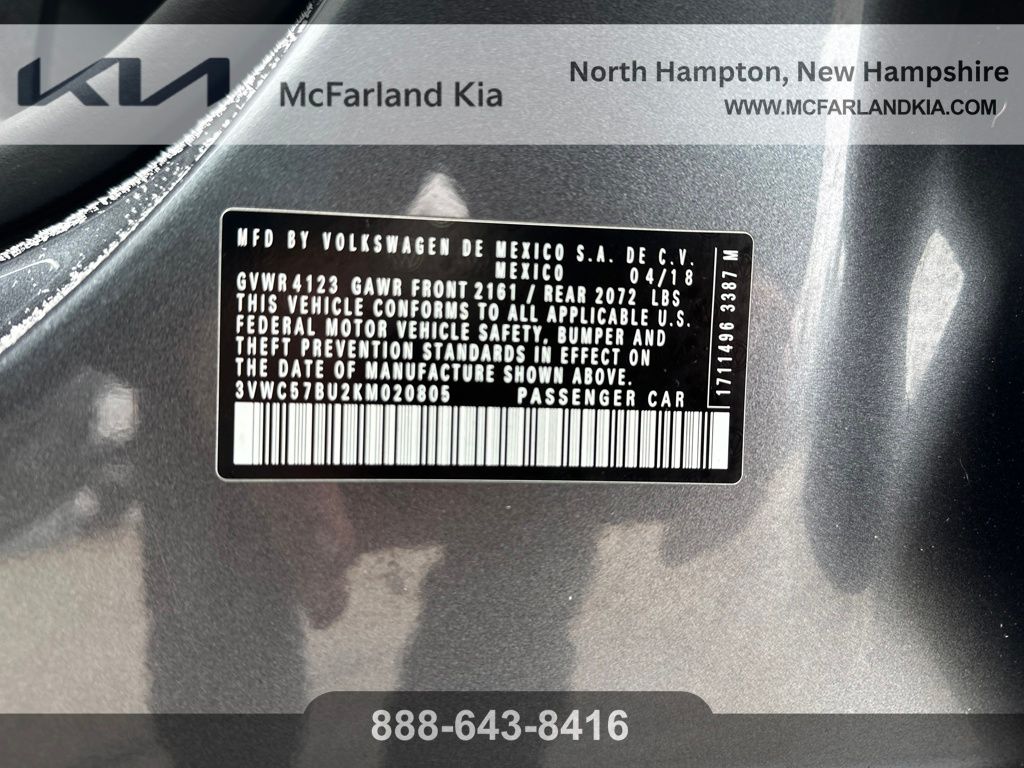 KIA
McFarland Kia
North Hampton, New Hampshire
WWW.MCFARLANDKIA.COM
MFD BY VOLKSWAGEN DE MEXICO S.A. DE C.V.
MEXICO 04/18
GVWR 4123 GAWR FRONT 2161 / REAR 2072 LBS
THIS VEHICLE CONFORMS TO ALL APPLICABLE U.S.
FEDERAL MOTOR VEHICLE SAFETY, BUMPER AND
THEFT PREVENTION STANDARDS IN EFFECT ON
THE DATE OF MANUFACTURE SHOWN ABOVE.
3VWC57BU2KM020805 PASSENGER CAR
1711496 3387 M
888-643-8416